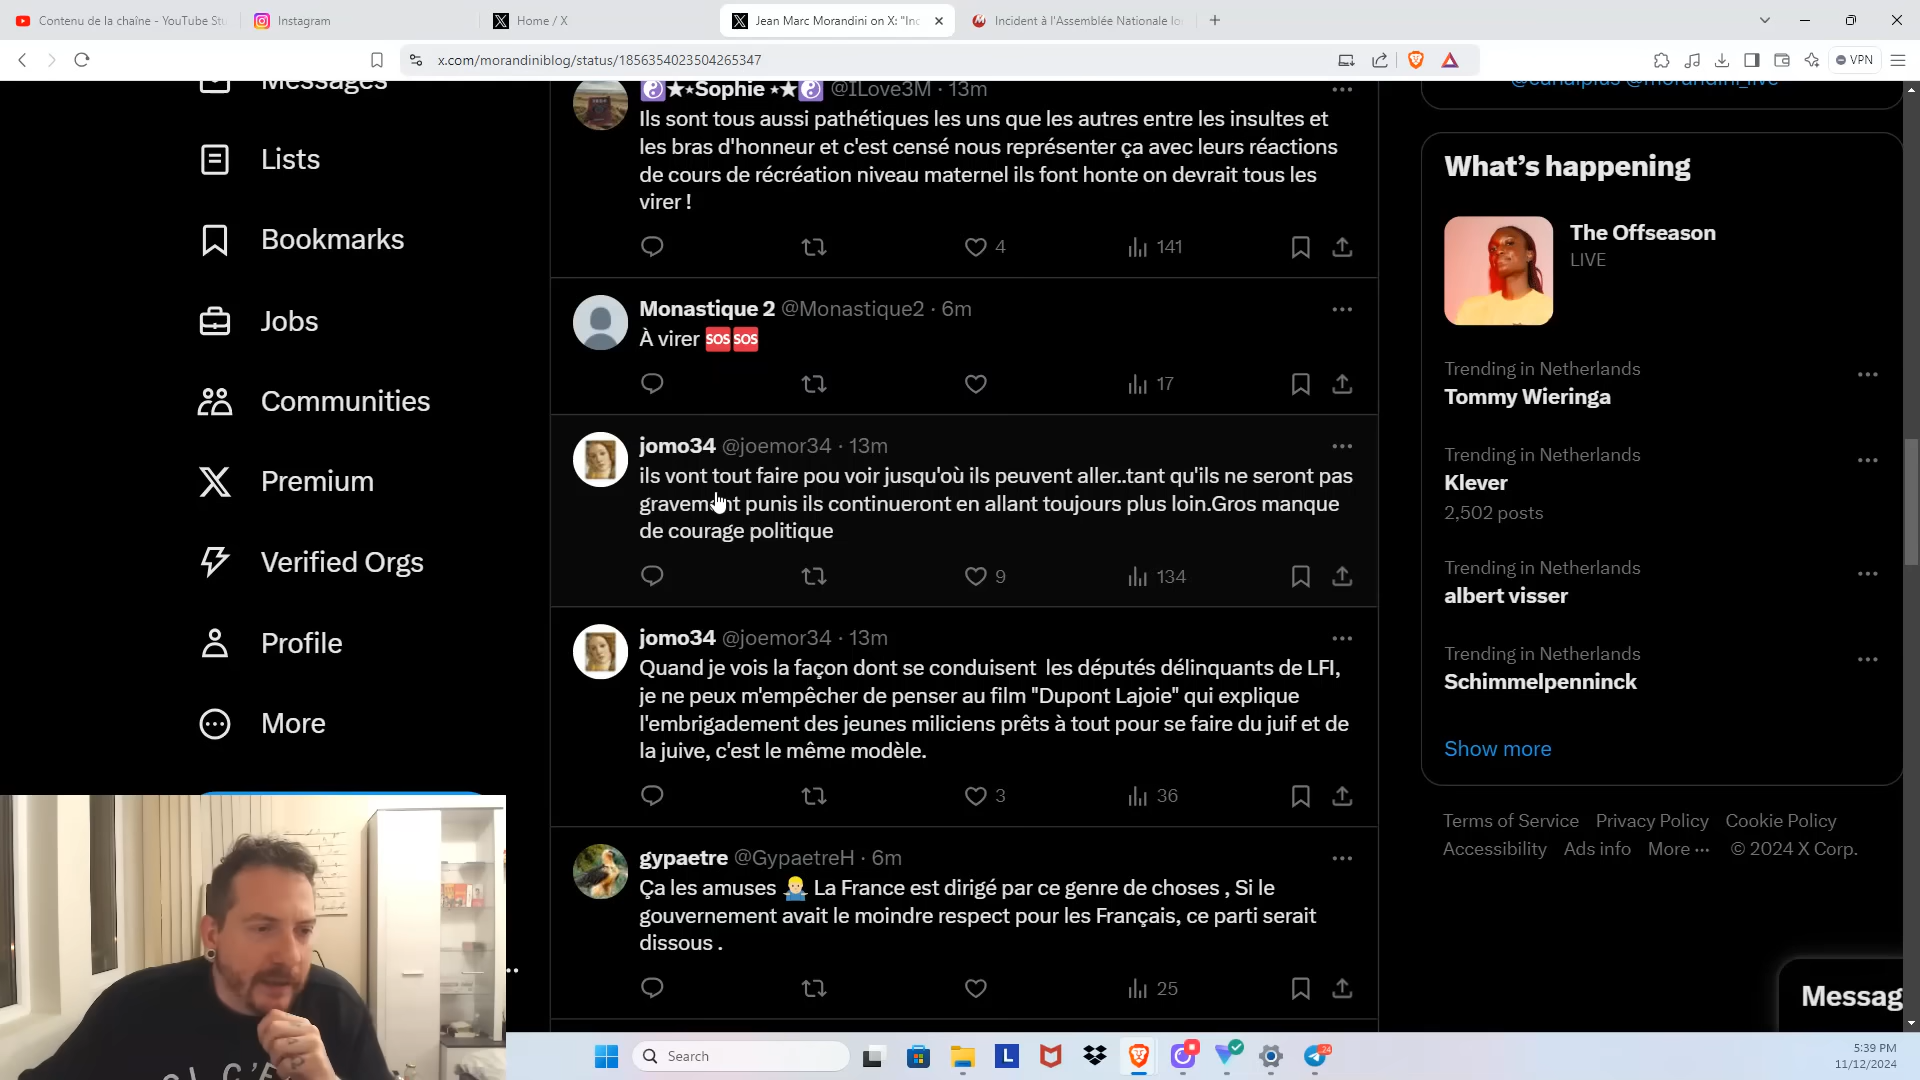 Contenu de la chaîne - YouTube Stu
Instagram
Home / X
Jean Marc Morandini on X: "Inc
Incident à l'Assemblée Nationale lo
x.com/morandiniblog/status/1856354023504265347
VPN
Messages
Lists
Bookmarks
Jobs
Communities
Premium
Verified Orgs
Profile
More
☯★⋆Sophie ⋆★☯ @ILove3M · 13m
Ils sont tous aussi pathétiques les uns que les autres entre les insultes et
les bras d'honneur et c'est censé nous représenter ça avec leurs réactions
de cours de récréation niveau maternel ils font honte on devrait tous les
virer !
4 141
Monastique 2 @Monastique2 · 6m
À virer 🆘🆘
17
jomo34 @joemor34 · 13m
ils vont tout faire pou voir jusqu'où ils peuvent aller..tant qu'ils ne seront pas
gravement punis ils continueront en allant toujours plus loin.Gros manque
de courage politique
9 134
jomo34 @joemor34 · 13m
Quand je vois la façon dont se conduisent les députés délinquants de LFI,
je ne peux m'empêcher de penser au film "Dupont Lajoie" qui explique
l'embrigadement des jeunes miliciens prêts à tout pour se faire du juif et de
la juive, c'est le même modèle.
3 36
gypaetre @GypaetreH · 6m
Ça les amuses 🤷🏼‍♂️ La France est dirigé par ce genre de choses , Si le
gouvernement avait le moindre respect pour les Français, ce parti serait
dissous .
25
@canalplus @morandini_live
What's happening
The Offseason
LIVE
Trending in Netherlands
Tommy Wieringa
Trending in Netherlands
Klever
2,502 posts
Trending in Netherlands
albert visser
Trending in Netherlands
Schimmelpenninck
Show more
Terms of Service Privacy Policy Cookie Policy
Accessibility Ads info More ··· © 2024 X Corp.
Messag
Search
24
5:39 PM
11/12/2024